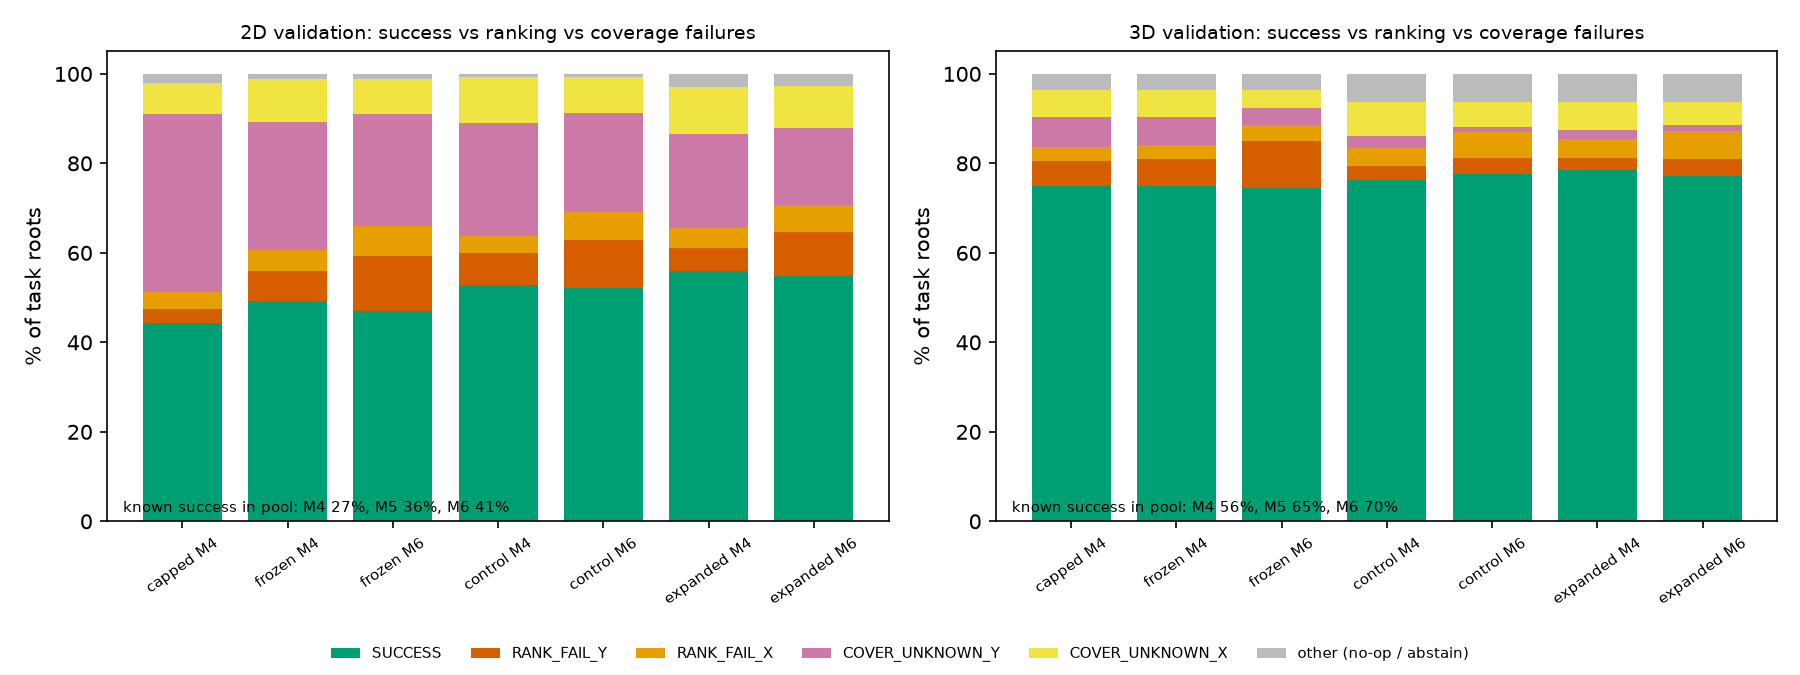 2D validation: success vs ranking vs coverage failures
% of task roots
100
80
60
40
20
0
known success in pool: M4 27%, M5 36%, M6 41%
capped M4
frozen M4
frozen M6
control M4
control M6
expanded M4
expanded M6
3D validation: success vs ranking vs coverage failures
% of task roots
100
80
60
40
20
0
known success in pool: M4 56%, M5 65%, M6 70%
capped M4
frozen M4
frozen M6
control M4
control M6
expanded M4
expanded M6
SUCCESS
RANK_FAIL_Y
RANK_FAIL_X
COVER_UNKNOWN_Y
COVER_UNKNOWN_X
other (no-op / abstain)